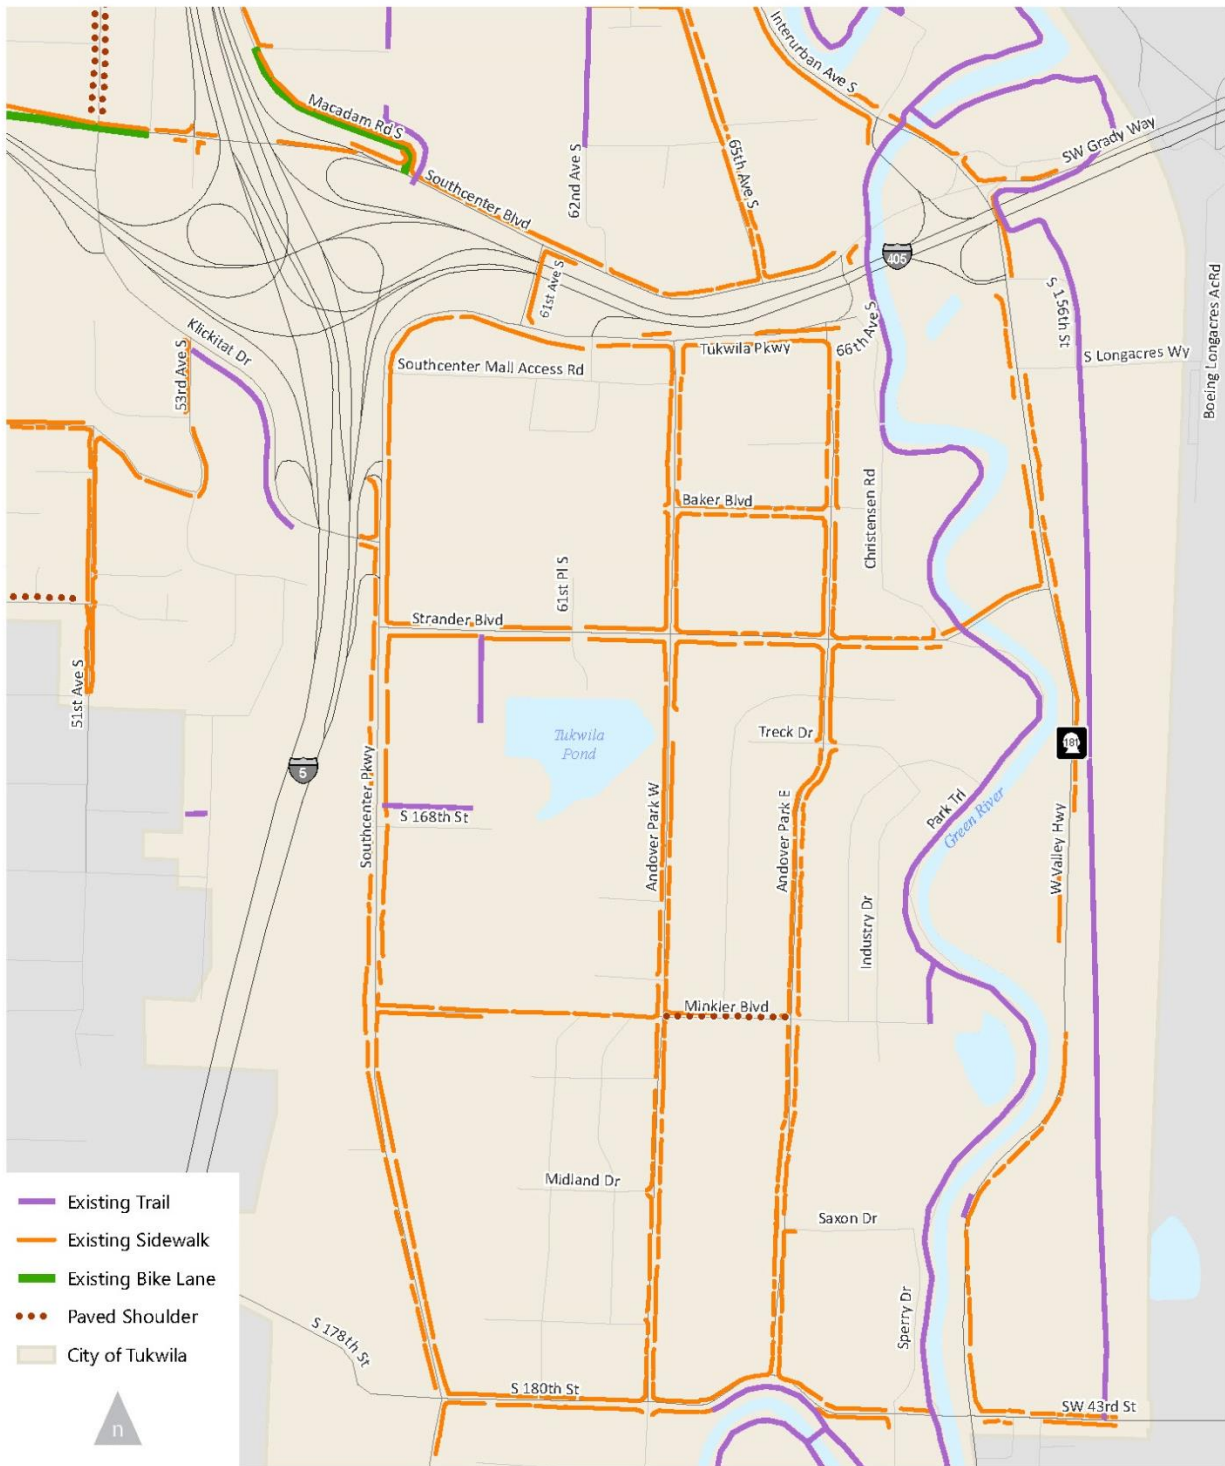 Interurban Ave S
Macadam Rd S
SW Grady Way
65th Ave S
62nd Ave S
Southcenter Blvd
405
61st Ave S
S 156th St
Boeing Longacres AcRd
Klickitat Dr
66th Ave S
Tukwila Pkwy
S Longacres Wy
53rd Ave S
Southcenter Mall Access Rd
Baker Blvd
Christensen Rd
61st Pl S
Strander Blvd
51st Ave S
Tukwila
Pond
Treck Dr
181
5
Southcenter Pkwy
S 168th St
Andover Park W
Andover Park E
Park Trl
Green River
W Valley Hwy
Industry Dr
Minkler Blvd
Midland Dr
Saxon Dr
Existing Trail
Existing Sidewalk
Existing Bike Lane
Paved Shoulder
City of Tukwila
n
S 178th St
Sperry Dr
S 180th St
SW 43rd St